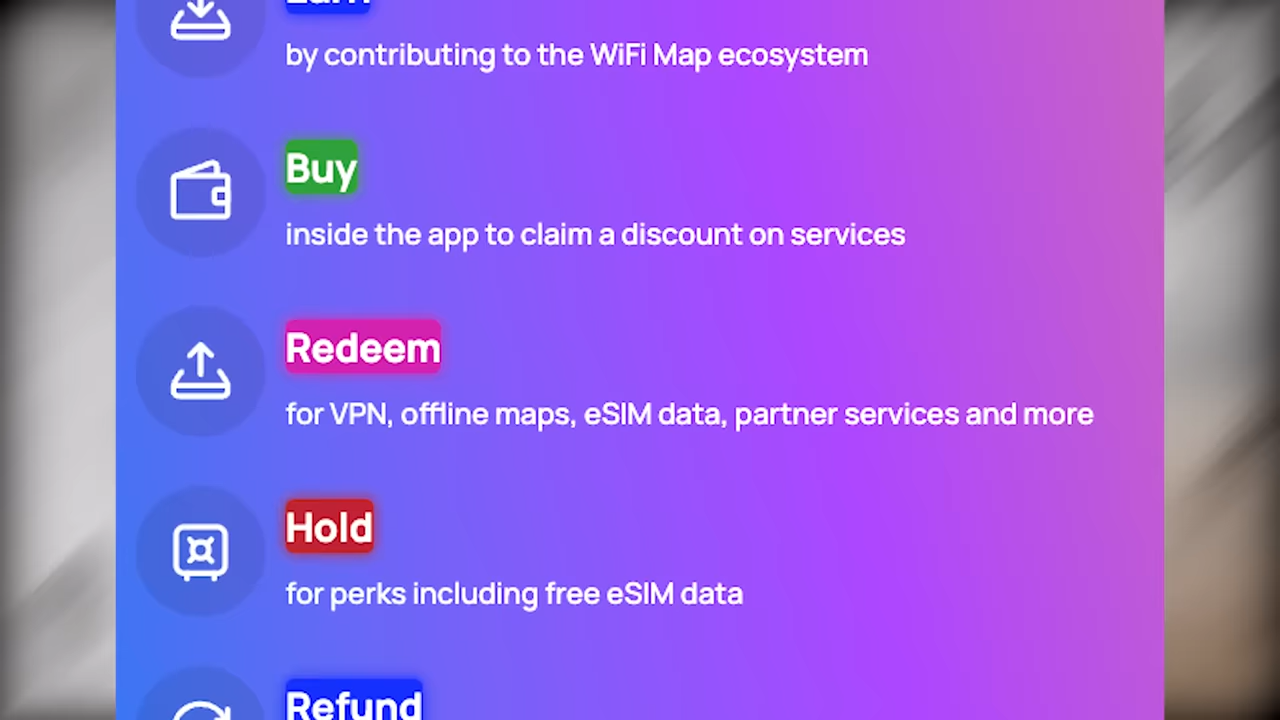 Earn
by contributing to the WiFi Map ecosystem
Buy
inside the app to claim a discount on services
Redeem
for VPN, offline maps, eSIM data, partner services and more
Hold
for perks including free eSIM data
Refund